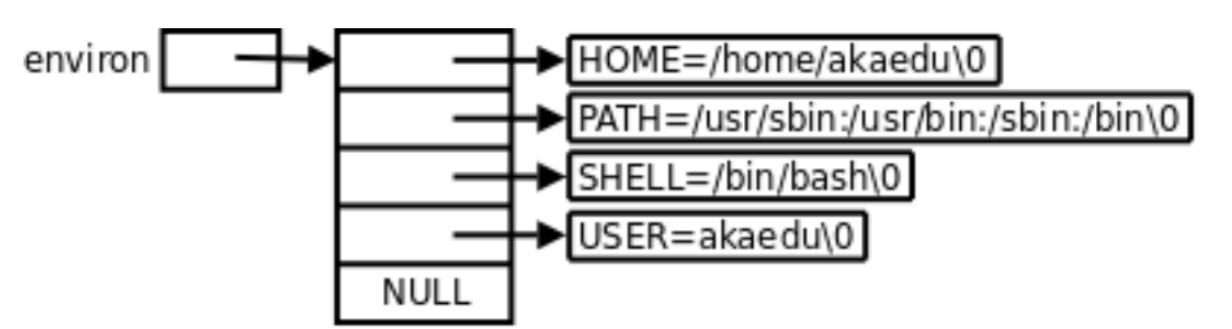 environ
HOME=/home/akaedu\0
PATH=/usr/sbin:/usr/bin:/sbin:/bin\0
SHELL=/bin/bash\0
USER=akaedu\0
NULL